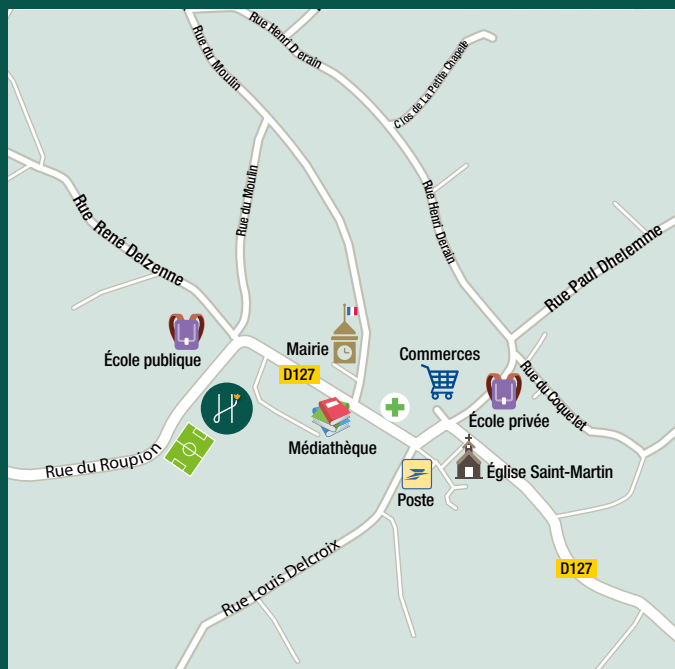 Rue du Moulin
Rue Henri Derain
Clos de La Petite Chapelle
Rue du Moulin
Rue Henri Derain
Rue René Delzenne
Rue Paul Dhelemme
École publique
Mairie
D127
Commerces
Rue du Coquelet
H
École privée
Médiathèque
Rue du Roupion
Église Saint-Martin
Poste
D127
Rue Louis Delcroix